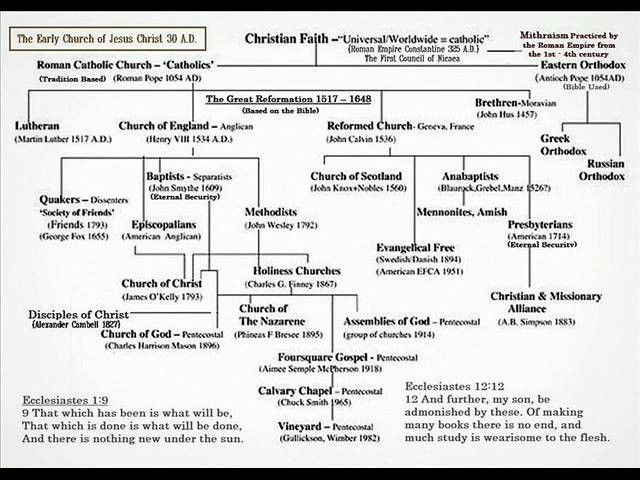 The Early Church of Jesus Christ 30 A.D.
Christian Faith –“Universal/Worldwide = catholic”
{Roman Empire Constantine 325 A.D.}
The First Council of Nicaea
Mithraism Practiced by
the Roman Empire from
the 1st - 4th century
Roman Catholic Church – ‘Catholics’
(Tradition Based) (Roman Pope 1054 AD)
Eastern Orthodox
(Antioch Pope 1054AD)
(Bible Used)
The Great Reformation 1517 – 1648
(Based on the Bible)
Brethren-Moravian
(John Hus 1457)
Lutheran
(Martin Luther 1517 A.D.)
Church of England – Anglican
(Henry VIII 1534 A.D.)
Reformed Church- Geneva, France
(John Calvin 1536)
Greek
Orthodox
Russian
Orthodox
Baptists - Separatists
(John Smythe 1609)
(Eternal Security)
Church of Scotland
(John Knox+Nobles 1560)
Anabaptists
(Blaurock,Grebel,Manz 1526?)
Quakers – Dissenters
‘Society of Friends’
(Friends 1793)
(George Fox 1655)
Episcopalians
(American Anglican)
Methodists
(John Wesley 1792)
Mennonites, Amish
Presbyterians
(American 1714)
(Eternal Security)
Evangelical Free
(Swedish/Danish 1894)
(American EFCA 1951)
Church of Christ
(James O'Kelly 1793)
Holiness Churches
(Charles G. Finney 1867)
Christian & Missionary
Alliance
(A.B. Simpson 1883)
Disciples of Christ
{Alexander Cambell 1827}
Church of God – Pentecostal
(Charles Harrison Mason 1896)
Church of
The Nazarene
(Phineas F Bresee 1895)
Assemblies of God – Pentecostal
(group of churches 1914)
Foursquare Gospel - Pentecostal
(Aimee Semple McPherson 1918)
Calvary Chapel – Pentecostal
(Chuck Smith 1965)
Vineyard – Pentecostal
(Gullickson, Wimber 1982)
Ecclesiastes 1:9
9 That which has been is what will be,
That which is done is what will be done,
And there is nothing new under the sun.
Ecclesiastes 12:12
12 And further, my son, be
admonished by these. Of making
many books there is no end, and
much study is wearisome to the flesh.